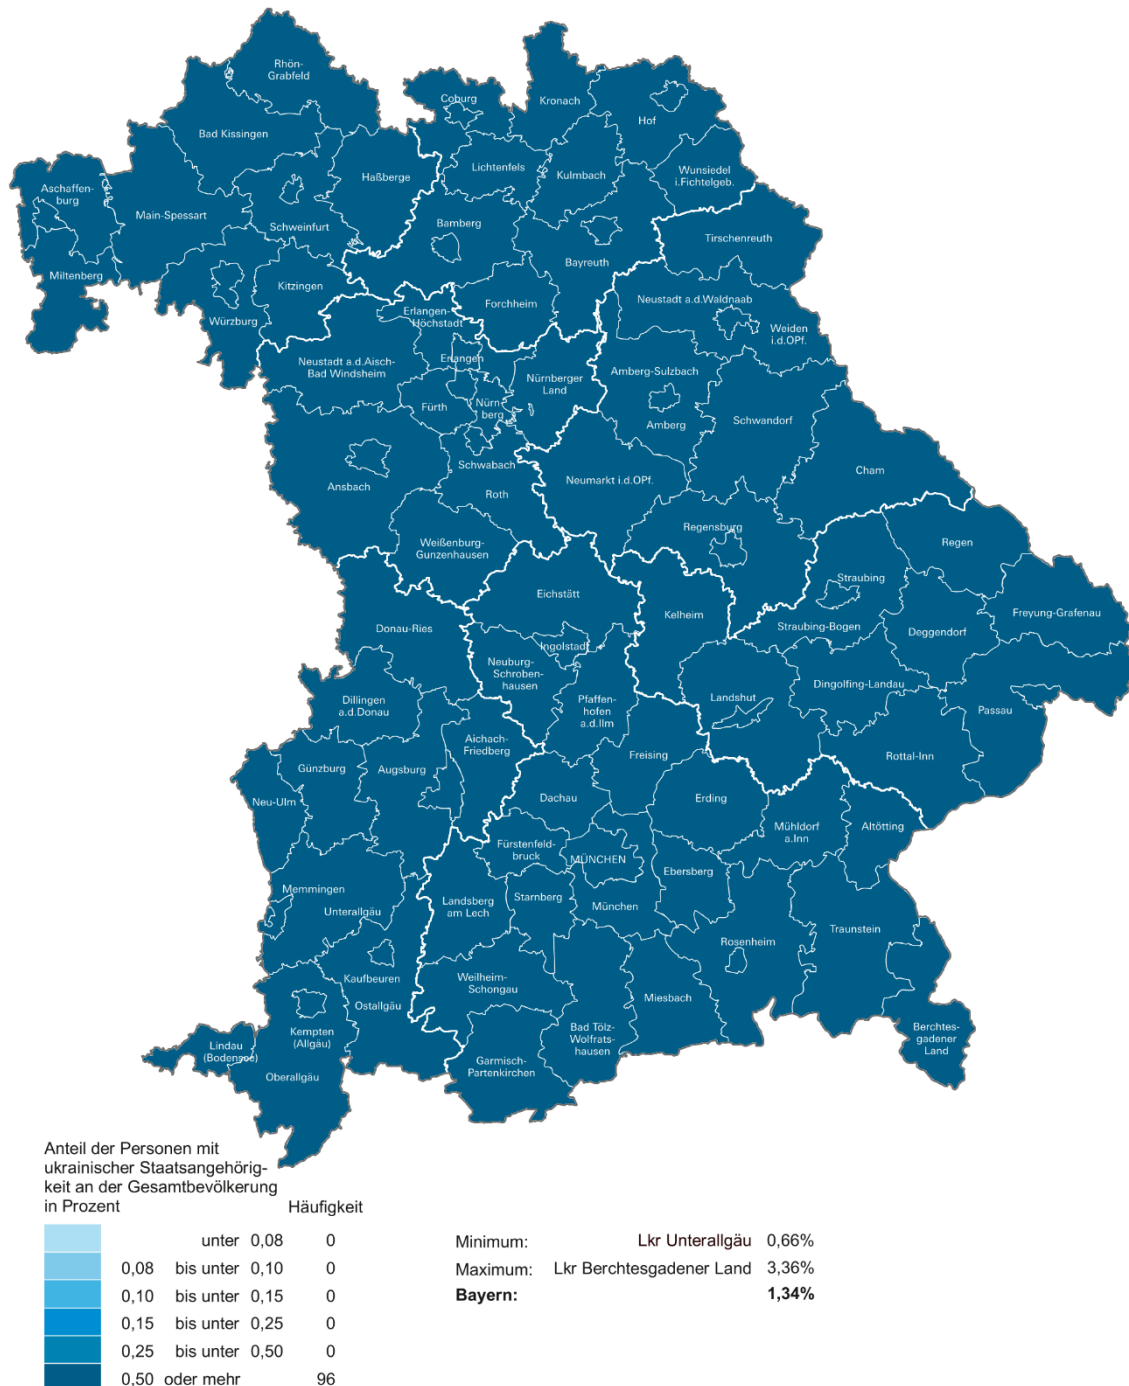 Rhön-
Grabfeld
Coburg
Kronach
Hof
Bad Kissingen
Lichtenfels
Kulmbach
Wunsiedel
i.Fichtelgeb.
Haßberge
Aschaffen-
burg
Main-Spessart
Schweinfurt
Bamberg
Tirschenreuth
Bayreuth
Miltenberg
Kitzingen
Forchheim
Neustadt a.d.Waldnaab
Würzburg
Erlangen-
Höchstadt
Weiden
i.d.OPf.
Neustadt a.d.Aisch-
Bad Windsheim
Erlangen
Nürnberger
Land
Amberg-Sulzbach
Fürth
Nürn-
berg
Amberg
Schwandorf
Schwabach
Cham
Ansbach
Roth
Neumarkt i.d.OPf.
Regensburg
Weißenburg-
Gunzenhausen
Regen
Straubing
Eichstätt
Kelheim
Freyung-Grafenau
Donau-Ries
Straubing-Bogen
Deggendorf
Ingolstadt
Neuburg-
Schroben-
hausen
Dingolfing-Landau
Landshut
Dillingen
a.d.Donau
Pfaffen-
hofen
a.d.Ilm
Passau
Aichach-
Friedberg
Freising
Rottal-Inn
Günzburg
Augsburg
Neu-Ulm
Dachau
Erding
Mühldorf
a.Inn
Altötting
Fürstenfeld-
bruck
MÜNCHEN
Ebersberg
Memmingen
Unterallgäu
Landsberg
am Lech
Starnberg
München
Traunstein
Rosenheim
Kaufbeuren
Weilheim-
Schongau
Ostallgäu
Miesbach
Kempten
(Allgäu)
Bad Tölz-
Wolfrats-
hausen
Berchtes-
gadener
Land
Lindau
(Bodensee)
Garmisch-
Partenkirchen
Oberallgäu
Anteil der Personen mit
ukrainischer Staatsangehörig-
keit an der Gesamtbevölkerung
in Prozent Häufigkeit
unter 0,08 0
0,08 bis unter 0,10 0
0,10 bis unter 0,15 0
0,15 bis unter 0,25 0
0,25 bis unter 0,50 0
0,50 oder mehr 96
Minimum: Lkr Unterallgäu 0,66%
Maximum: Lkr Berchtesgadener Land 3,36%
Bayern: 1,34%